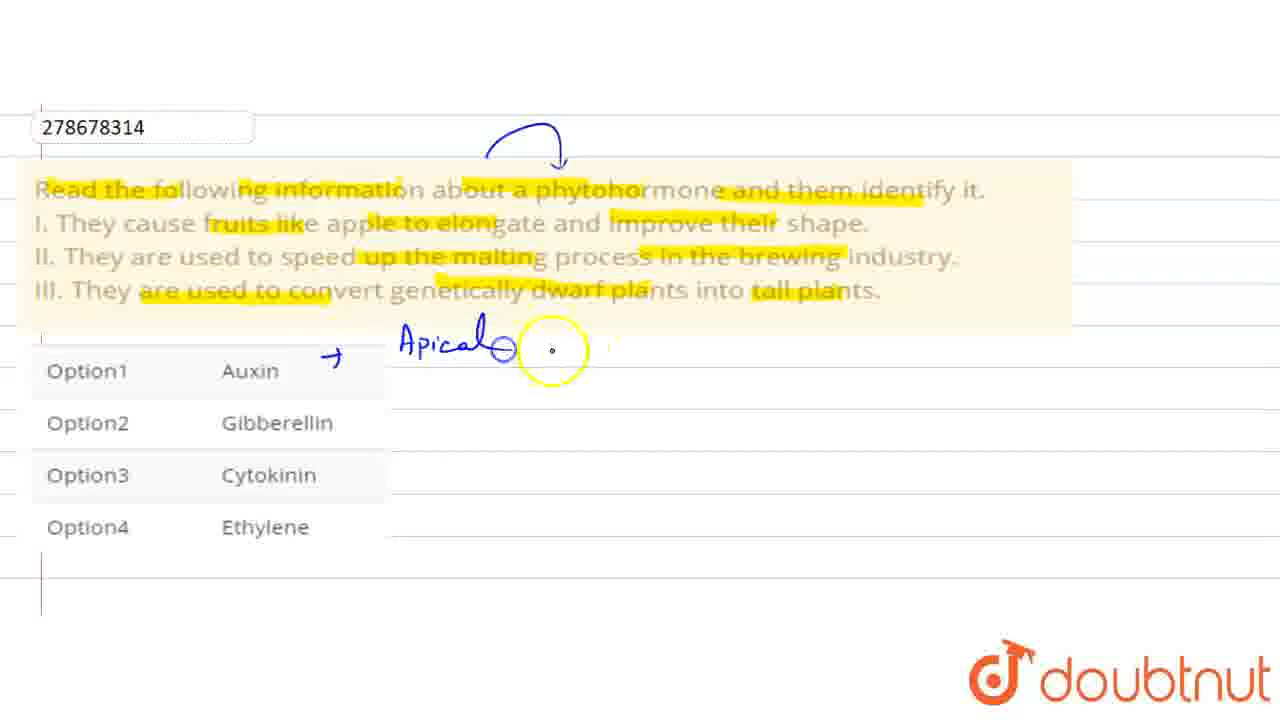 278678314
Read the following information about a phytohormone and them identify it.
I. They cause fruits like apple to elongate and improve their shape.
II. They are used to speed up the malting process in the brewing industry.
III. They are used to convert genetically dwarf plants into tall plants.
Apical
Option1 Auxin →
Option2 Gibberellin
Option3 Cytokinin
Option4 Ethylene
doubtnut